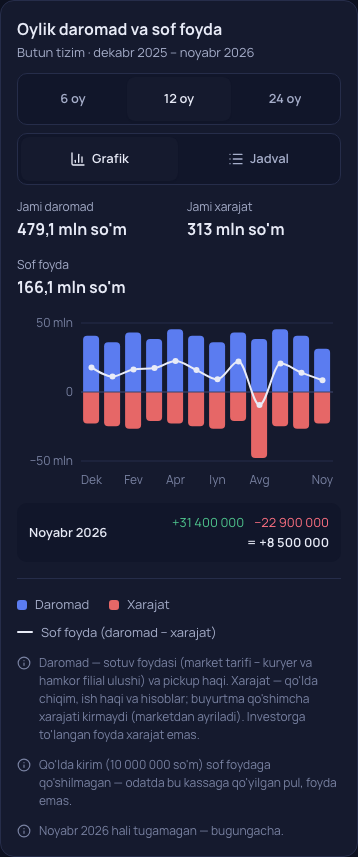 Oylik daromad va sof foyda
Butun tizim · dekabr 2025 – noyabr 2026
6 oy
12 oy
24 oy
Grafik
Jadval
Jami daromad
479,1 mln so'm
Jami xarajat
313 mln so'm
Sof foyda
166,1 mln so'm
50 mln
0
−50 mln
Dek Fev Apr Iyn Avg Noy
Noyabr 2026
+31 400 000 −22 900 000
= +8 500 000
Daromad Xarajat
Sof foyda (daromad − xarajat)
Daromad — sotuv foydasi (market tarifi − kuryer va
hamkor filial ulushi) va pickup haqi. Xarajat — qo'lda
chiqim, ish haqi va hisoblar; buyurtma qo'shimcha
xarajati kirmaydi (marketdan ayriladi). Investorga
to'langan foyda xarajat emas.
Qo'lda kirim (10 000 000 so'm) sof foydaga
qo'shilmagan — odatda bu kassaga qo'yilgan pul, foyda
emas.
Noyabr 2026 hali tugamagan — bugungacha.